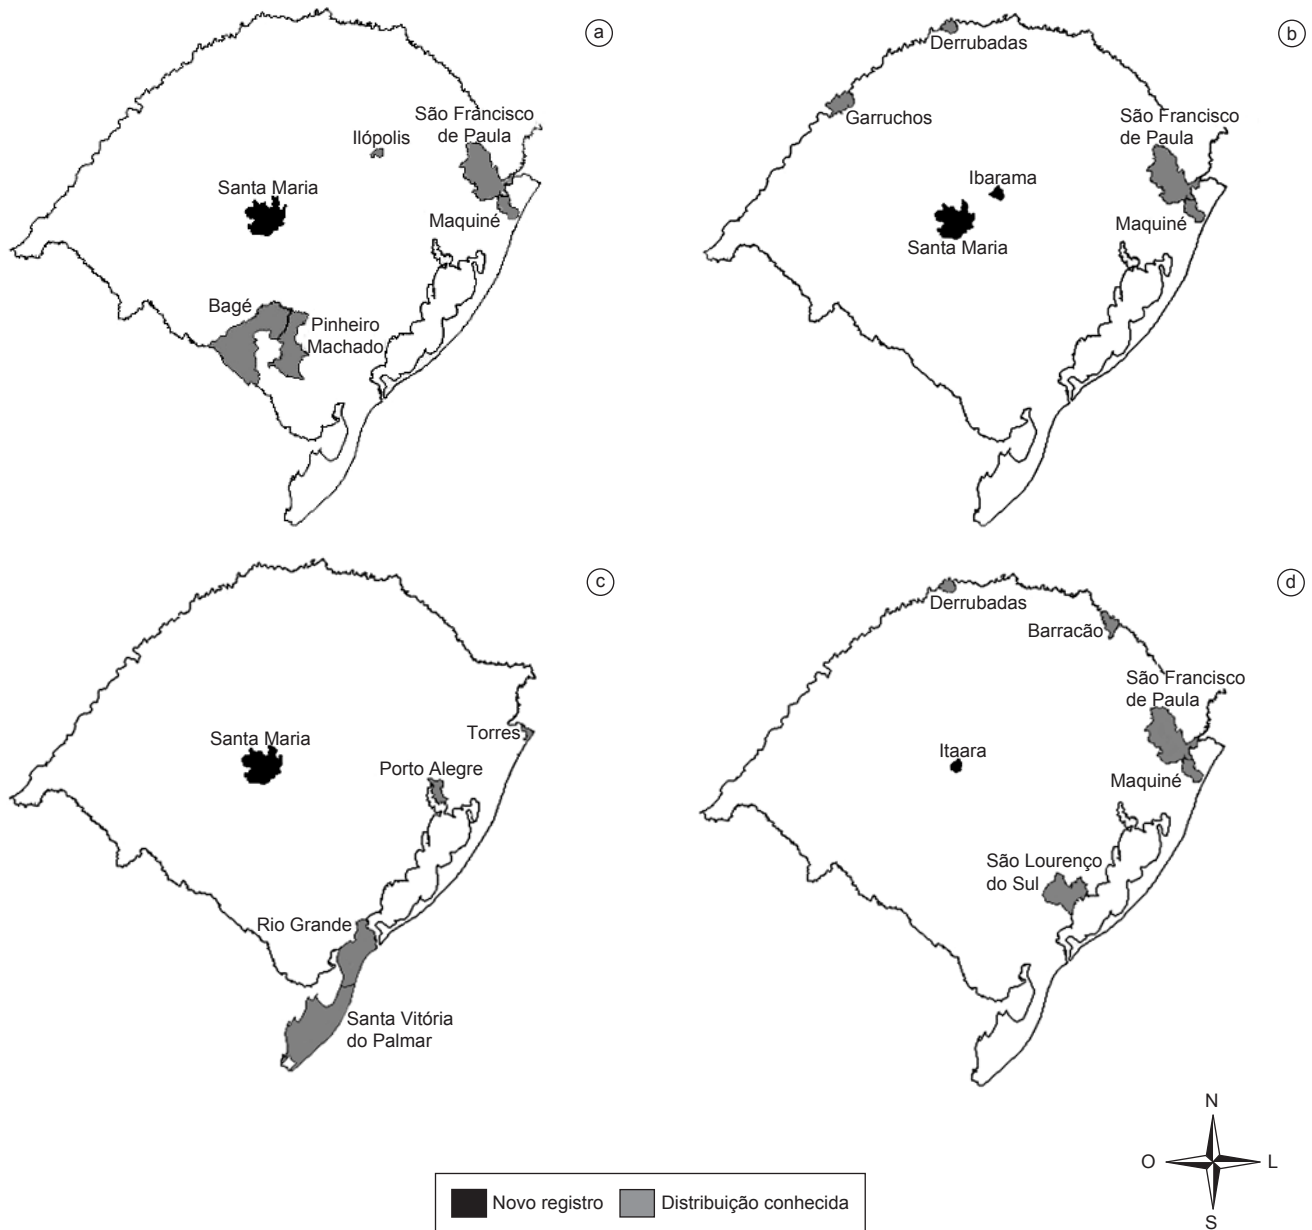 a
São Francisco
de Paula
Ilópolis
Santa Maria
Maquiné
Bagé
Pinheiro
Machado
b
Derrubadas
Garruchos
São Francisco
de Paula
Ibarama
Santa Maria
Maquiné
c
Torres
Santa Maria
Porto Alegre
Rio Grande
Santa Vitória
do Palmar
d
Derrubadas
Barracão
São Francisco
de Paula
Itaara
Maquiné
São Lourenço
do Sul
N
O
L
S
Novo registro
Distribuição conhecida